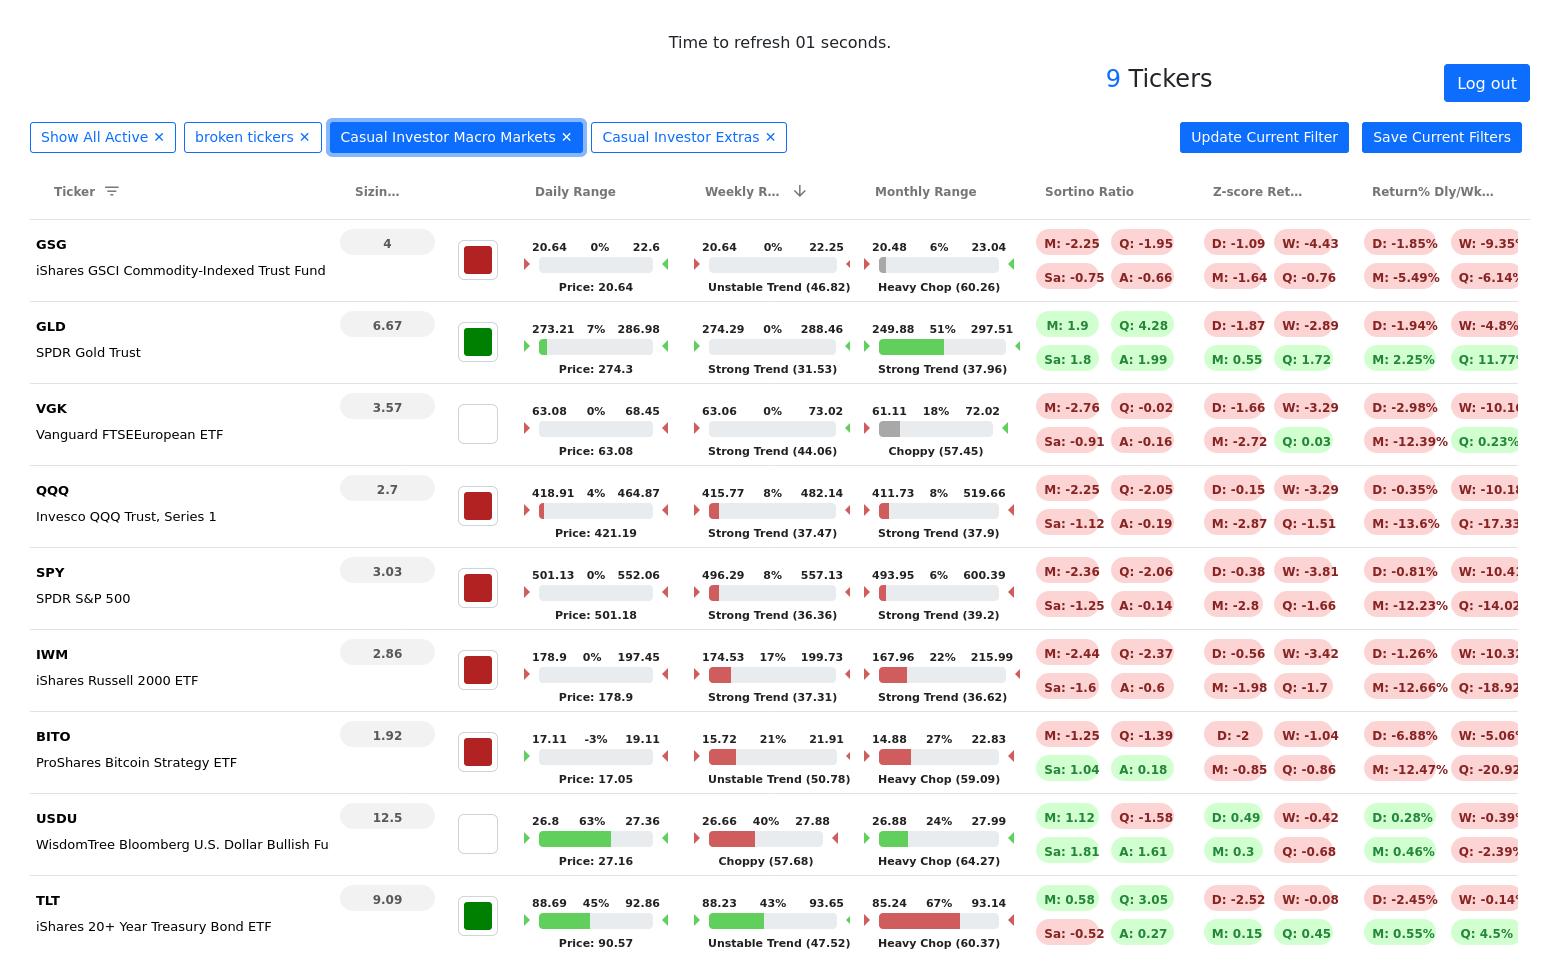 Time to refresh 01 seconds.
9 Tickers
Log out
Show All Active ✕ broken tickers ✕ Casual Investor Macro Markets ✕ Casual Investor Extras ✕ Update Current Filter Save Current Filters
Ticker Sizin… Daily Range Weekly R… Monthly Range Sortino Ratio Z-score Ret… Return% Dly/Wk…
GSG 4 20.64 0% 22.6 20.64 0% 22.25 20.48 6% 23.04 M: -2.25 Q: -1.95 D: -1.09 W: -4.43 D: -1.85% W: -9.35%
iShares GSCI Commodity-Indexed Trust Fund Price: 20.64 Unstable Trend (46.82) Heavy Chop (60.26) Sa: -0.75 A: -0.66 M: -1.64 Q: -0.76 M: -5.49% Q: -6.14%
GLD 6.67 273.21 7% 286.98 274.29 0% 288.46 249.88 51% 297.51 M: 1.9 Q: 4.28 D: -1.87 W: -2.89 D: -1.94% W: -4.8%
SPDR Gold Trust Price: 274.3 Strong Trend (31.53) Strong Trend (37.96) Sa: 1.8 A: 1.99 M: 0.55 Q: 1.72 M: 2.25% Q: 11.77%
VGK 3.57 63.08 0% 68.45 63.06 0% 73.02 61.11 18% 72.02 M: -2.76 Q: -0.02 D: -1.66 W: -3.29 D: -2.98% W: -10.16
Vanguard FTSEEuropean ETF Price: 63.08 Strong Trend (44.06) Choppy (57.45) Sa: -0.91 A: -0.16 M: -2.72 Q: 0.03 M: -12.39% Q: 0.23%
QQQ 2.7 418.91 4% 464.87 415.77 8% 482.14 411.73 8% 519.66 M: -2.25 Q: -2.05 D: -0.15 W: -3.29 D: -0.35% W: -10.18
Invesco QQQ Trust, Series 1 Price: 421.19 Strong Trend (37.47) Strong Trend (37.9) Sa: -1.12 A: -0.19 M: -2.87 Q: -1.51 M: -13.6% Q: -17.33
SPY 3.03 501.13 0% 552.06 496.29 8% 557.13 493.95 6% 600.39 M: -2.36 Q: -2.06 D: -0.38 W: -3.81 D: -0.81% W: -10.41
SPDR S&P 500 Price: 501.18 Strong Trend (36.36) Strong Trend (39.2) Sa: -1.25 A: -0.14 M: -2.8 Q: -1.66 M: -12.23% Q: -14.02
IWM 2.86 178.9 0% 197.45 174.53 17% 199.73 167.96 22% 215.99 M: -2.44 Q: -2.37 D: -0.56 W: -3.42 D: -1.26% W: -10.32
iShares Russell 2000 ETF Price: 178.9 Strong Trend (37.31) Strong Trend (36.62) Sa: -1.6 A: -0.6 M: -1.98 Q: -1.7 M: -12.66% Q: -18.92
BITO 1.92 17.11 -3% 19.11 15.72 21% 21.91 14.88 27% 22.83 M: -1.25 Q: -1.39 D: -2 W: -1.04 D: -6.88% W: -5.06%
ProShares Bitcoin Strategy ETF Price: 17.05 Unstable Trend (50.78) Heavy Chop (59.09) Sa: 1.04 A: 0.18 M: -0.85 Q: -0.86 M: -12.47% Q: -20.92
USDU 12.5 26.8 63% 27.36 26.66 40% 27.88 26.88 24% 27.99 M: 1.12 Q: -1.58 D: 0.49 W: -0.42 D: 0.28% W: -0.39%
WisdomTree Bloomberg U.S. Dollar Bullish Fu Price: 27.16 Choppy (57.68) Heavy Chop (64.27) Sa: 1.81 A: 1.61 M: 0.3 Q: -0.68 M: 0.46% Q: -2.39%
TLT 9.09 88.69 45% 92.86 88.23 43% 93.65 85.24 67% 93.14 M: 0.58 Q: 3.05 D: -2.52 W: -0.08 D: -2.45% W: -0.14%
iShares 20+ Year Treasury Bond ETF Price: 90.57 Unstable Trend (47.52) Heavy Chop (60.37) Sa: -0.52 A: 0.27 M: 0.15 Q: 0.45 M: 0.55% Q: 4.5%